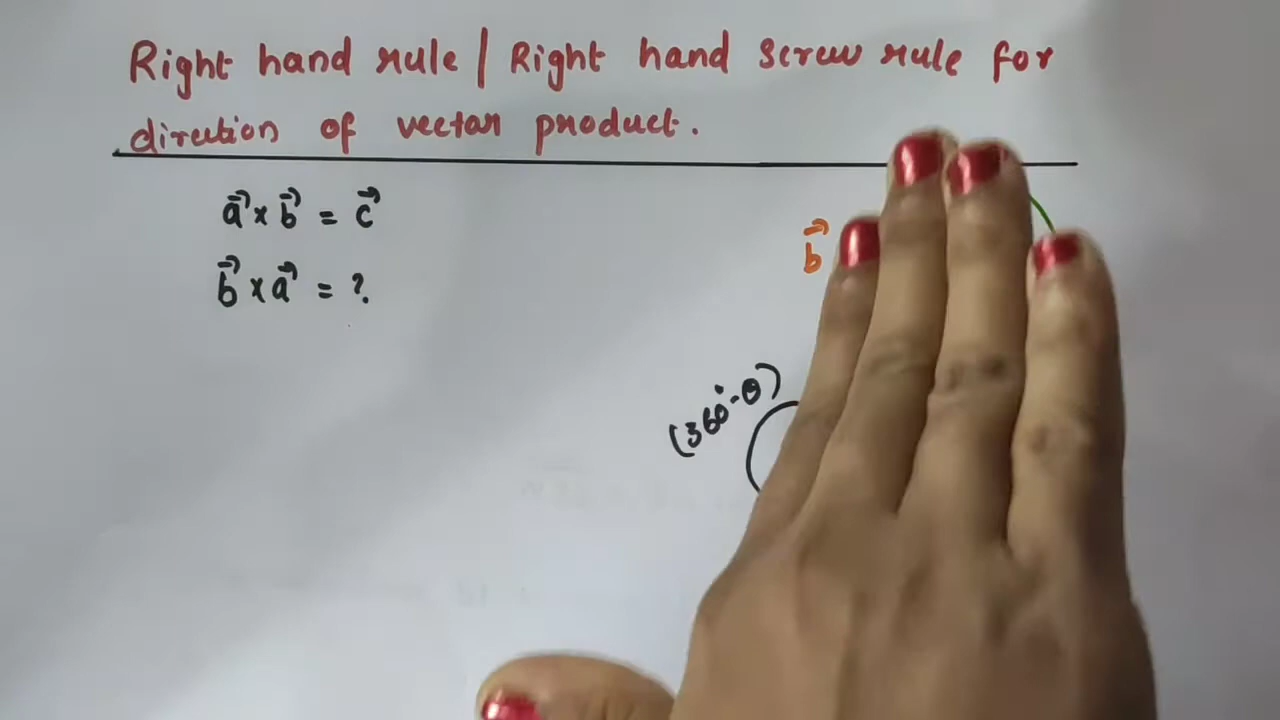 Right hand rule | Right hand screw rule for
direction of vector product.
a⃗ × b⃗ = c⃗
b⃗ × a⃗ = ?
b⃗
(360°-θ)